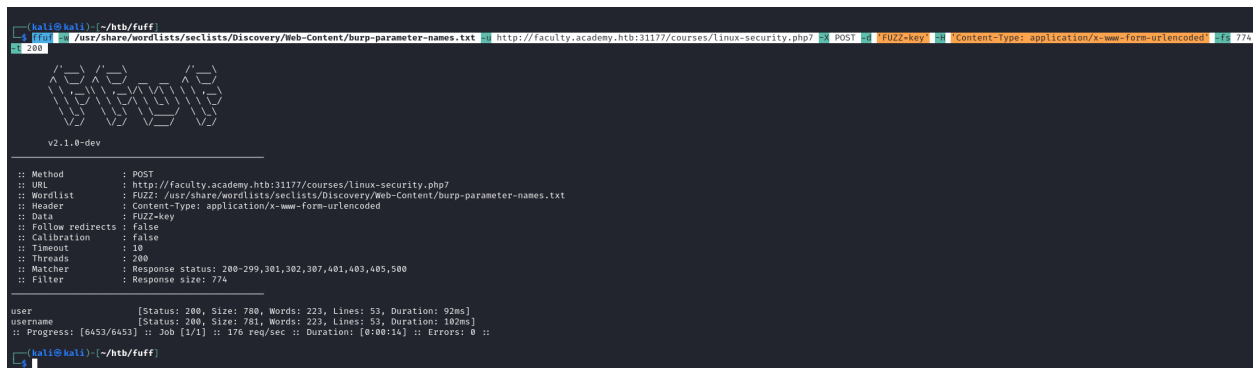 ┌──(kali㉿kali)-[~/htb/fuff]
└─$ ffuf -w /usr/share/wordlists/seclists/Discovery/Web-Content/burp-parameter-names.txt -u http://faculty.academy.htb:31177/courses/linux-security.php7 -X POST -d 'FUZZ=key' -H 'Content-Type: application/x-www-form-urlencoded' -fs 774
-t 200
v2.1.0-dev
:: Method : POST
:: URL : http://faculty.academy.htb:31177/courses/linux-security.php7
:: Wordlist : FUZZ: /usr/share/wordlists/seclists/Discovery/Web-Content/burp-parameter-names.txt
:: Header : Content-Type: application/x-www-form-urlencoded
:: Data : FUZZ=key
:: Follow redirects : false
:: Calibration : false
:: Timeout : 10
:: Threads : 200
:: Matcher : Response status: 200-299,301,302,307,401,403,405,500
:: Filter : Response size: 774
user [Status: 200, Size: 780, Words: 223, Lines: 53, Duration: 92ms]
username [Status: 200, Size: 781, Words: 223, Lines: 53, Duration: 102ms]
:: Progress: [6453/6453] :: Job [1/1] :: 176 req/sec :: Duration: [0:00:14] :: Errors: 0 ::
┌──(kali㉿kali)-[~/htb/fuff]
└─$